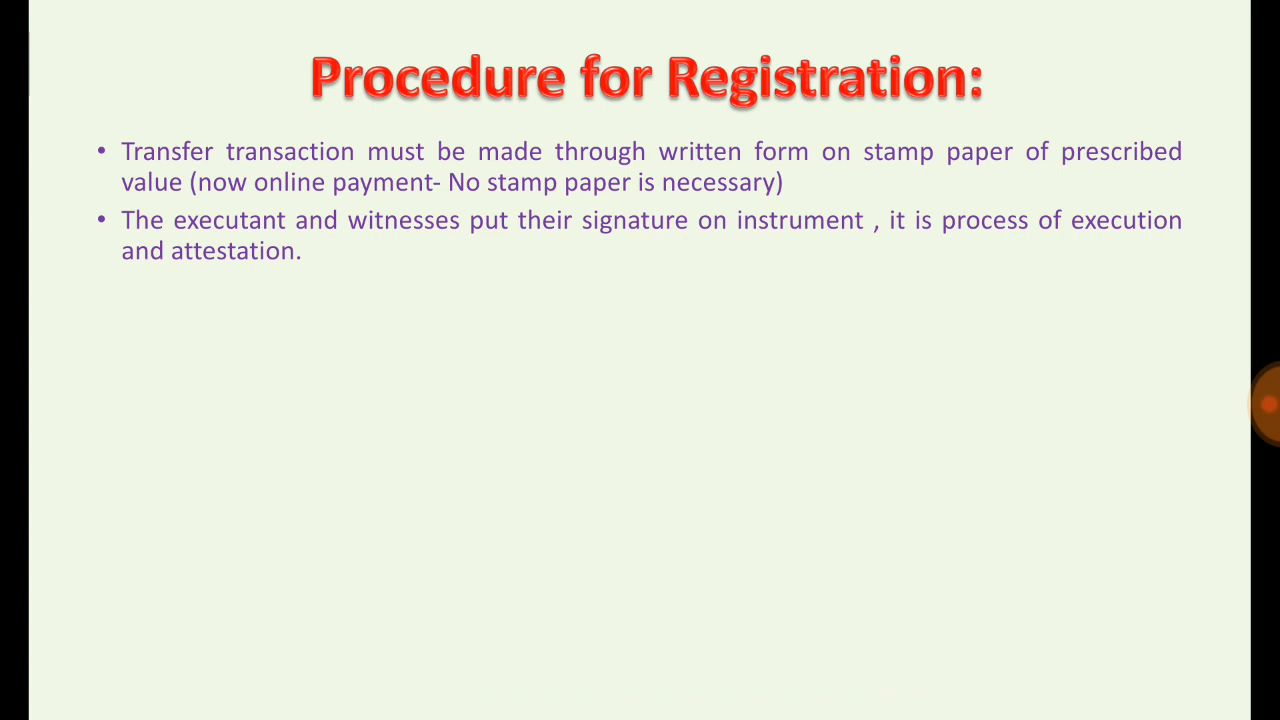 Procedure for Registration:
• Transfer transaction must be made through written form on stamp paper of prescribed
value (now online payment- No stamp paper is necessary)
• The executant and witnesses put their signature on instrument , it is process of execution
and attestation.